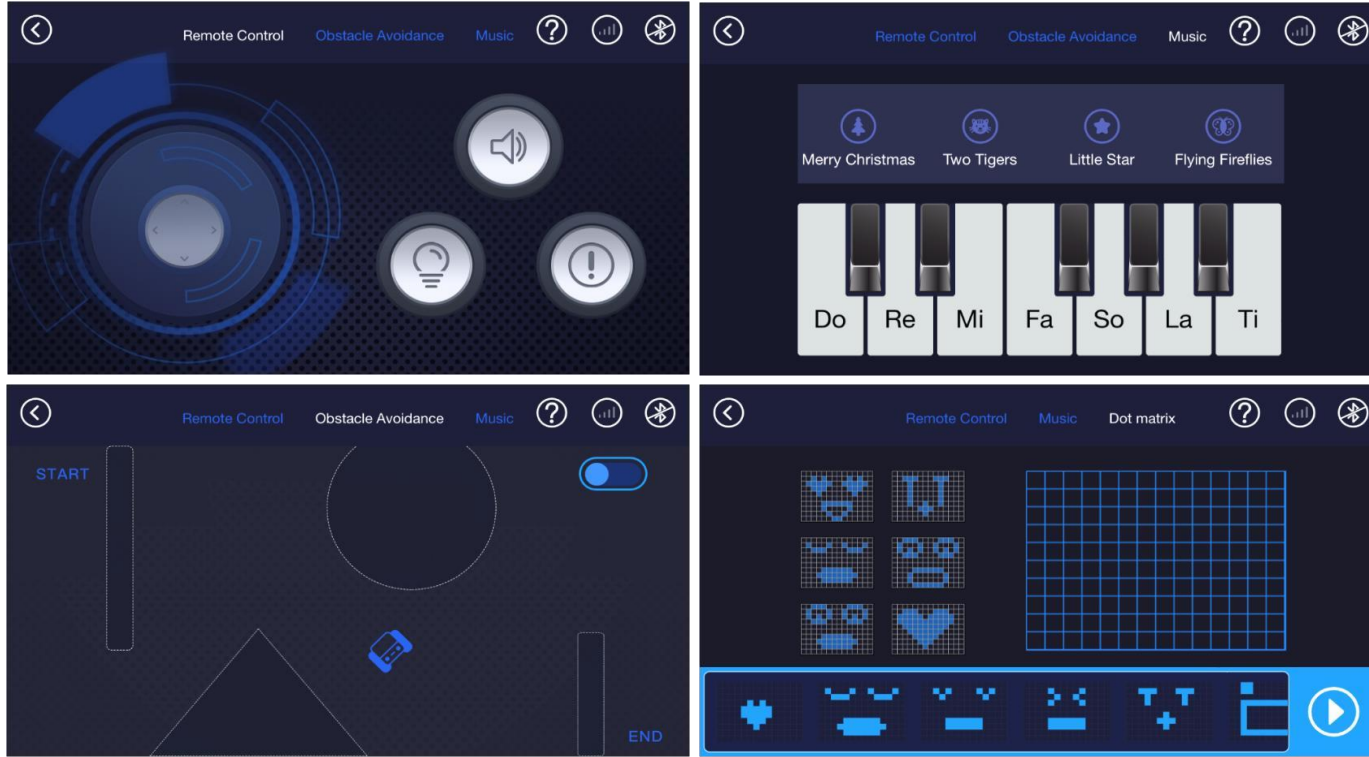 Remote Control Obstacle Avoidance Music ?
Remote Control Obstacle Avoidance Music ?
Merry Christmas Two Tigers Little Star Flying Fireflies
Do Re Mi Fa So La Ti
Remote Control Obstacle Avoidance Music ?
START
END
Remote Control Music Dot matrix ?